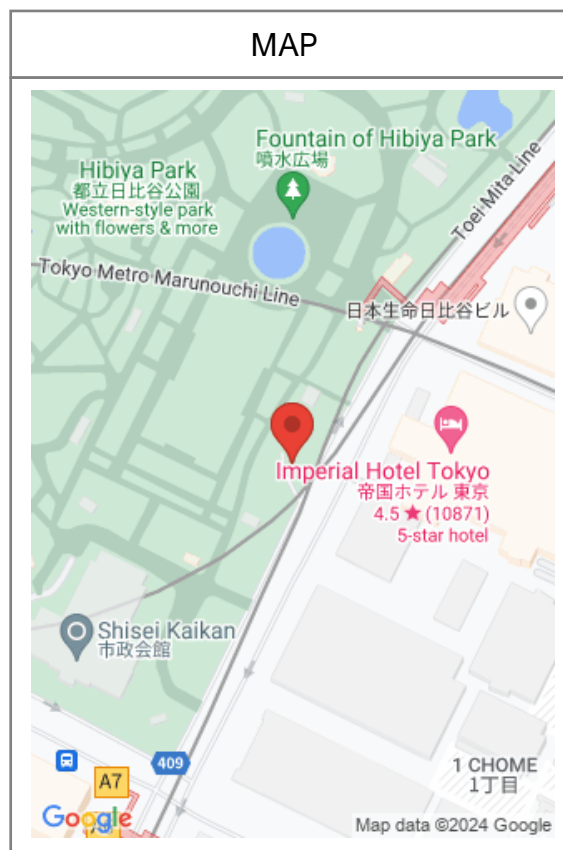 MAP
Fountain of Hibiya Park
噴水広場
Hibiya Park
都立日比谷公園
Western-style park
with flowers & more
Toei Mita Line
Tokyo Metro Marunouchi Line
日本生命日比谷ビル
Imperial Hotel Tokyo
帝国ホテル 東京
4.5 ★ (10871)
5-star hotel
Shisei Kaikan
市政会館
409
A7
1 CHOME
1丁目
Google
Map data ©2024 Google